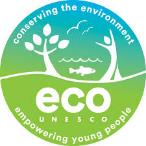 conserving the environment
eco
UNESCO
empowering young people